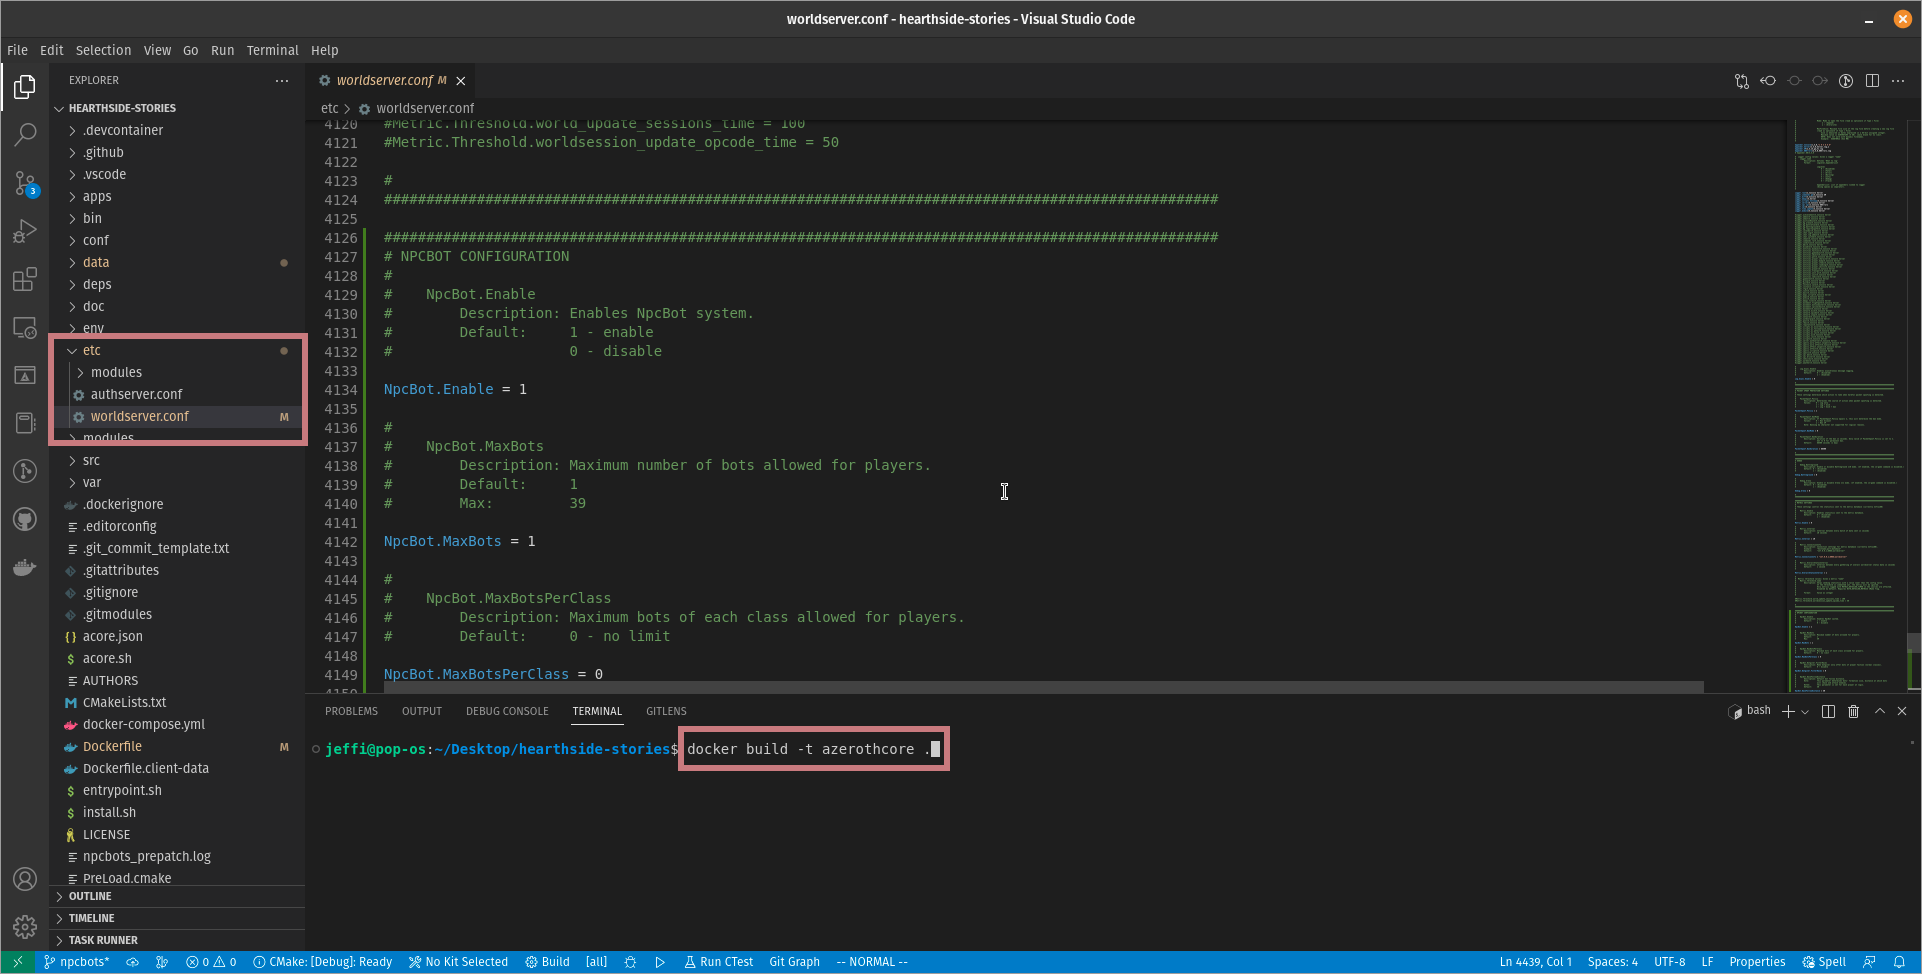 worldserver.conf - hearthside-stories - Visual Studio Code
File Edit Selection View Go Run Terminal Help
EXPLORER
HEARTHSIDE-STORIES
.devcontainer
.github
.vscode
apps
bin
conf
data
deps
doc
env
etc
modules
authserver.conf
worldserver.conf M
modules
src
var
.dockerignore
.editorconfig
.git_commit_template.txt
.gitattributes
.gitignore
.gitmodules
acore.json
acore.sh
AUTHORS
CMakeLists.txt
docker-compose.yml
Dockerfile M
Dockerfile.client-data
entrypoint.sh
install.sh
LICENSE
npcbots_prepatch.log
PreLoad.cmake
OUTLINE
TIMELINE
TASK RUNNER
3
worldserver.conf M
etc > worldserver.conf
4120 #Metric.Threshold.world_update_sessions_time = 100
4121 #Metric.Threshold.worldsession_update_opcode_time = 50
4122
4123 #
4124 ###################################################################################################
4125
4126 ###################################################################################################
4127 # NPCBOT CONFIGURATION
4128 #
4129 #    NpcBot.Enable
4130 #        Description: Enables NpcBot system.
4131 #        Default:     1 - enable
4132 #                     0 - disable
4133
4134 NpcBot.Enable = 1
4135
4136 #
4137 #    NpcBot.MaxBots
4138 #        Description: Maximum number of bots allowed for players.
4139 #        Default:     1
4140 #        Max:         39
4141
4142 NpcBot.MaxBots = 1
4143
4144 #
4145 #    NpcBot.MaxBotsPerClass
4146 #        Description: Maximum bots of each class allowed for players.
4147 #        Default:     0 - no limit
4148
4149 NpcBot.MaxBotsPerClass = 0
4150
PROBLEMS OUTPUT DEBUG CONSOLE TERMINAL GITLENS
bash
jeffi@pop-os:~/Desktop/hearthside-stories$ docker build -t azerothcore .
npcbots* 0 0 CMake: [Debug]: Ready No Kit Selected Build [all] Run CTest Git Graph -- NORMAL -- Ln 4439, Col 1 Spaces: 4 UTF-8 LF Properties Spell